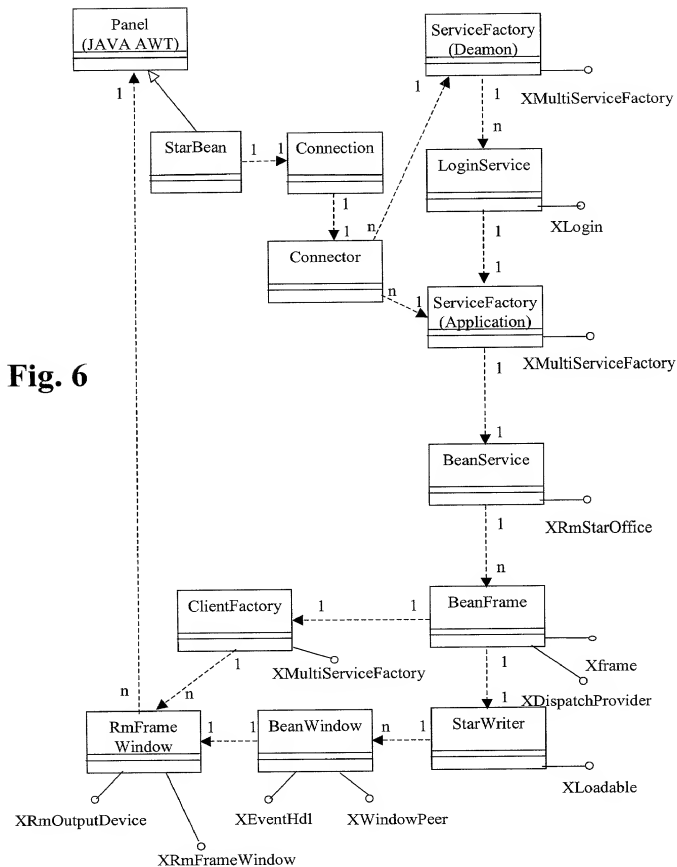 Panel
(JAVA AWT)
ServiceFactory
(Deamon)
XMultiServiceFactory
1
1
1
n
StarBean
1
1
Connection
LoginService
XLogin
1
1
n
1
1
Connector
n
1
ServiceFactory
(Application)
XMultiServiceFactory
Fig. 6
1
1
BeanService
XRmStarOffice
1
n
ClientFactory
1
1
BeanFrame
XMultiServiceFactory
1
n
n
1
1
Xframe
XDispatchProvider
RmFrame
Window
1
1
BeanWindow
n
1
StarWriter
XLoadable
XRmOutputDevice
XEventHdl
XWindowPeer
XRmFrameWindow